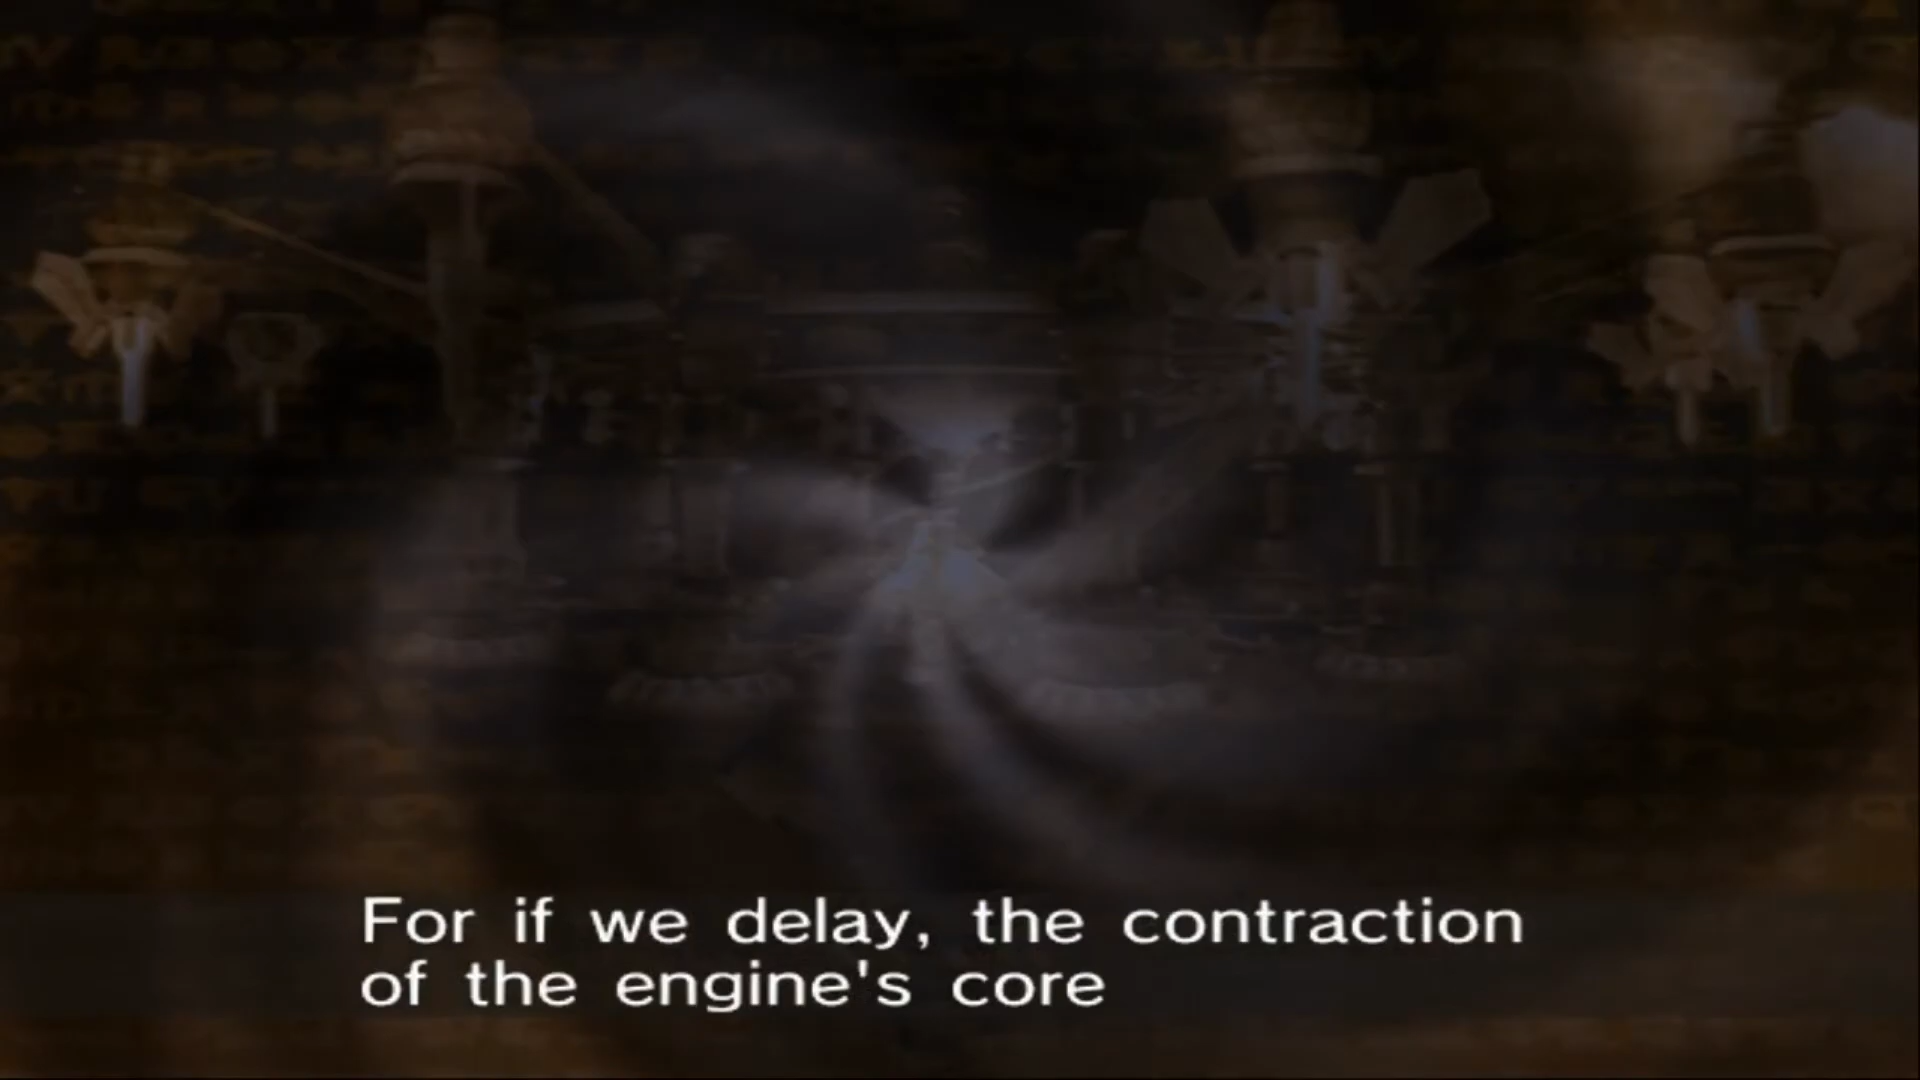 For if we delay, the contraction
of the engine's core